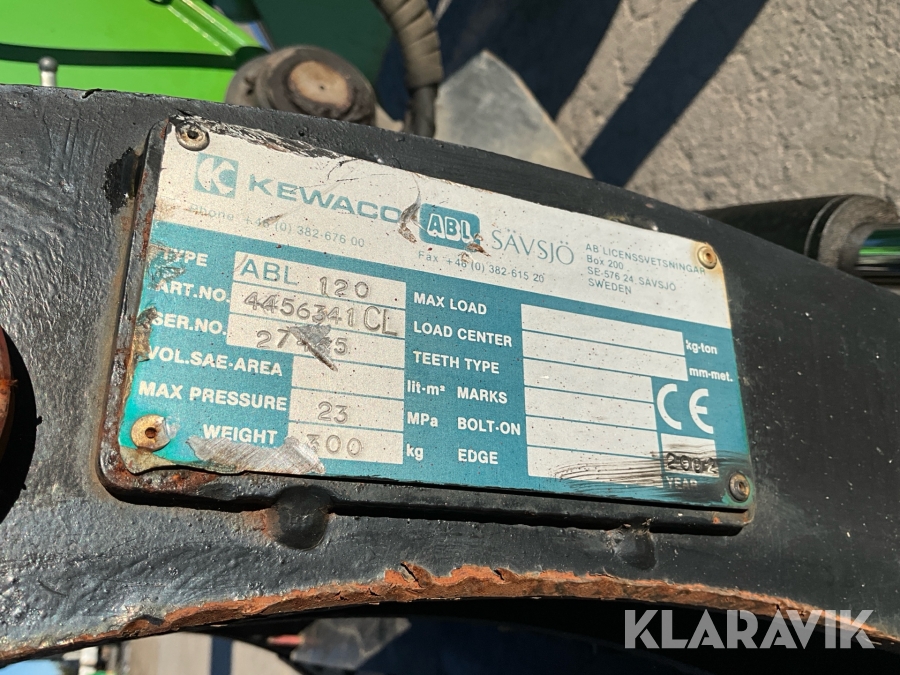 KEWACO ABL SÄVSJÖ
Phone +46 (0) 382-676 00
Fax +46 (0) 382-615 20
AB LICENSSVETSNINGAR
Box 200
SE-576 24 SÄVSJÖ
SWEDEN
TYPE ABL 120
ART.NO. 4456341CL
SER.NO.
VOL.SAE-AREA lit-m²
MAX PRESSURE 23 MPa
WEIGHT 300 kg
MAX LOAD kg-ton
LOAD CENTER mm-met.
TEETH TYPE
MARKS
BOLT-ON
EDGE
CE
YEAR
KLARAVIK